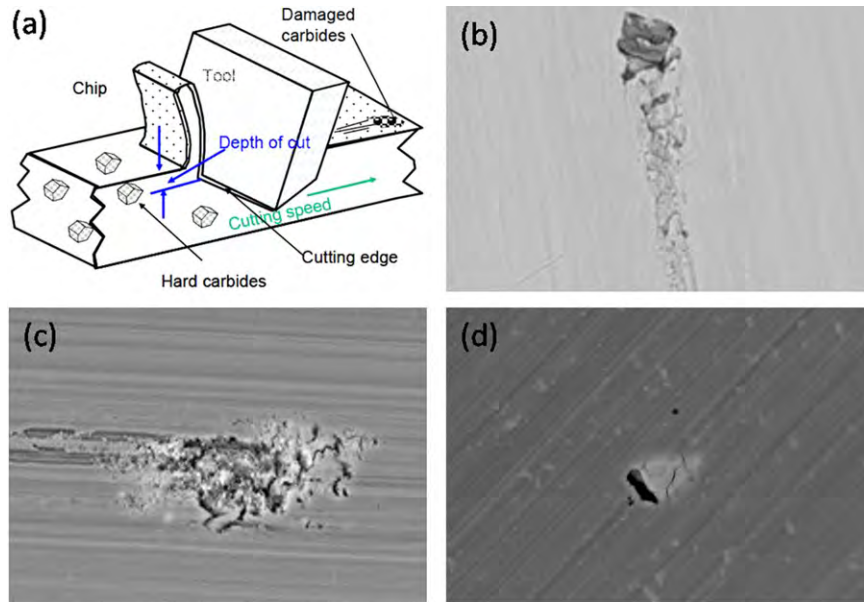 (a)
Damaged
carbides
Chip
Tool
Depth of cut
Cutting speed
Cutting edge
Hard carbides
(b)
(c)
(d)